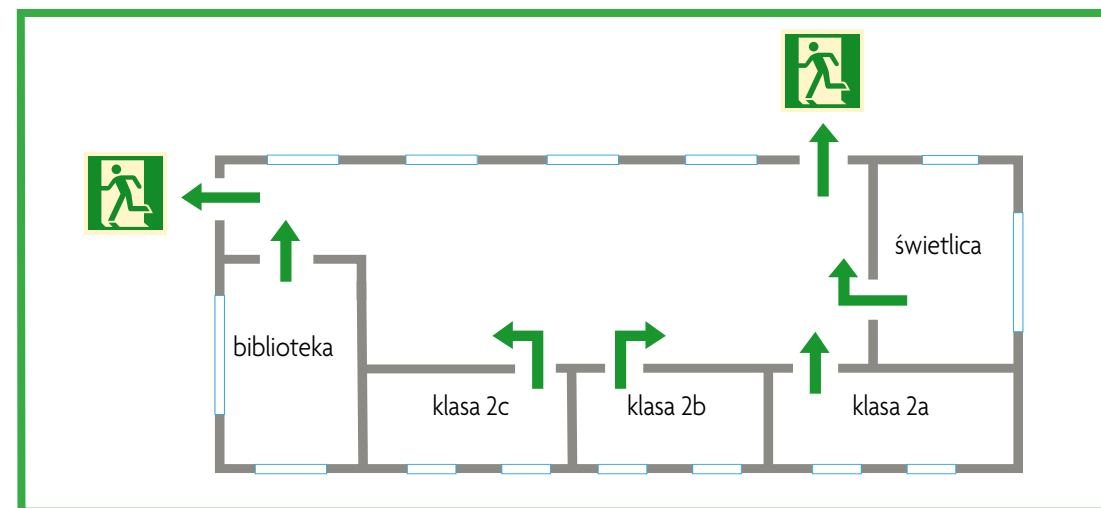 świetlica
biblioteka
klasa 2c
klasa 2b
klasa 2a